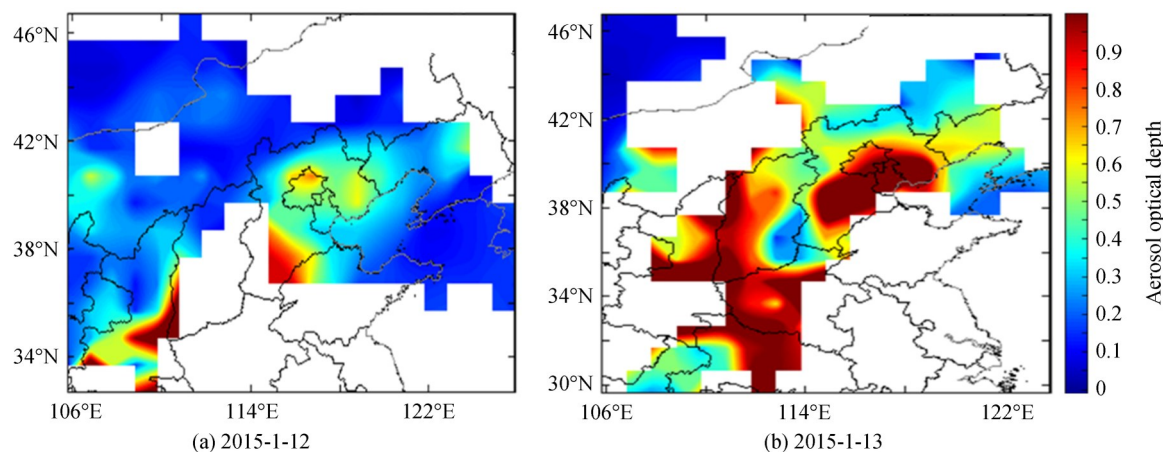 46°N
42°N
38°N
34°N
106°E 114°E 122°E
(a) 2015-1-12
46°N
42°N
38°N
34°N
30°N
106°E 114°E 122°E
(b) 2015-1-13
0.9
0.8
0.7
0.6
0.5
0.4
0.3
0.2
0.1
0
Aerosol optical depth